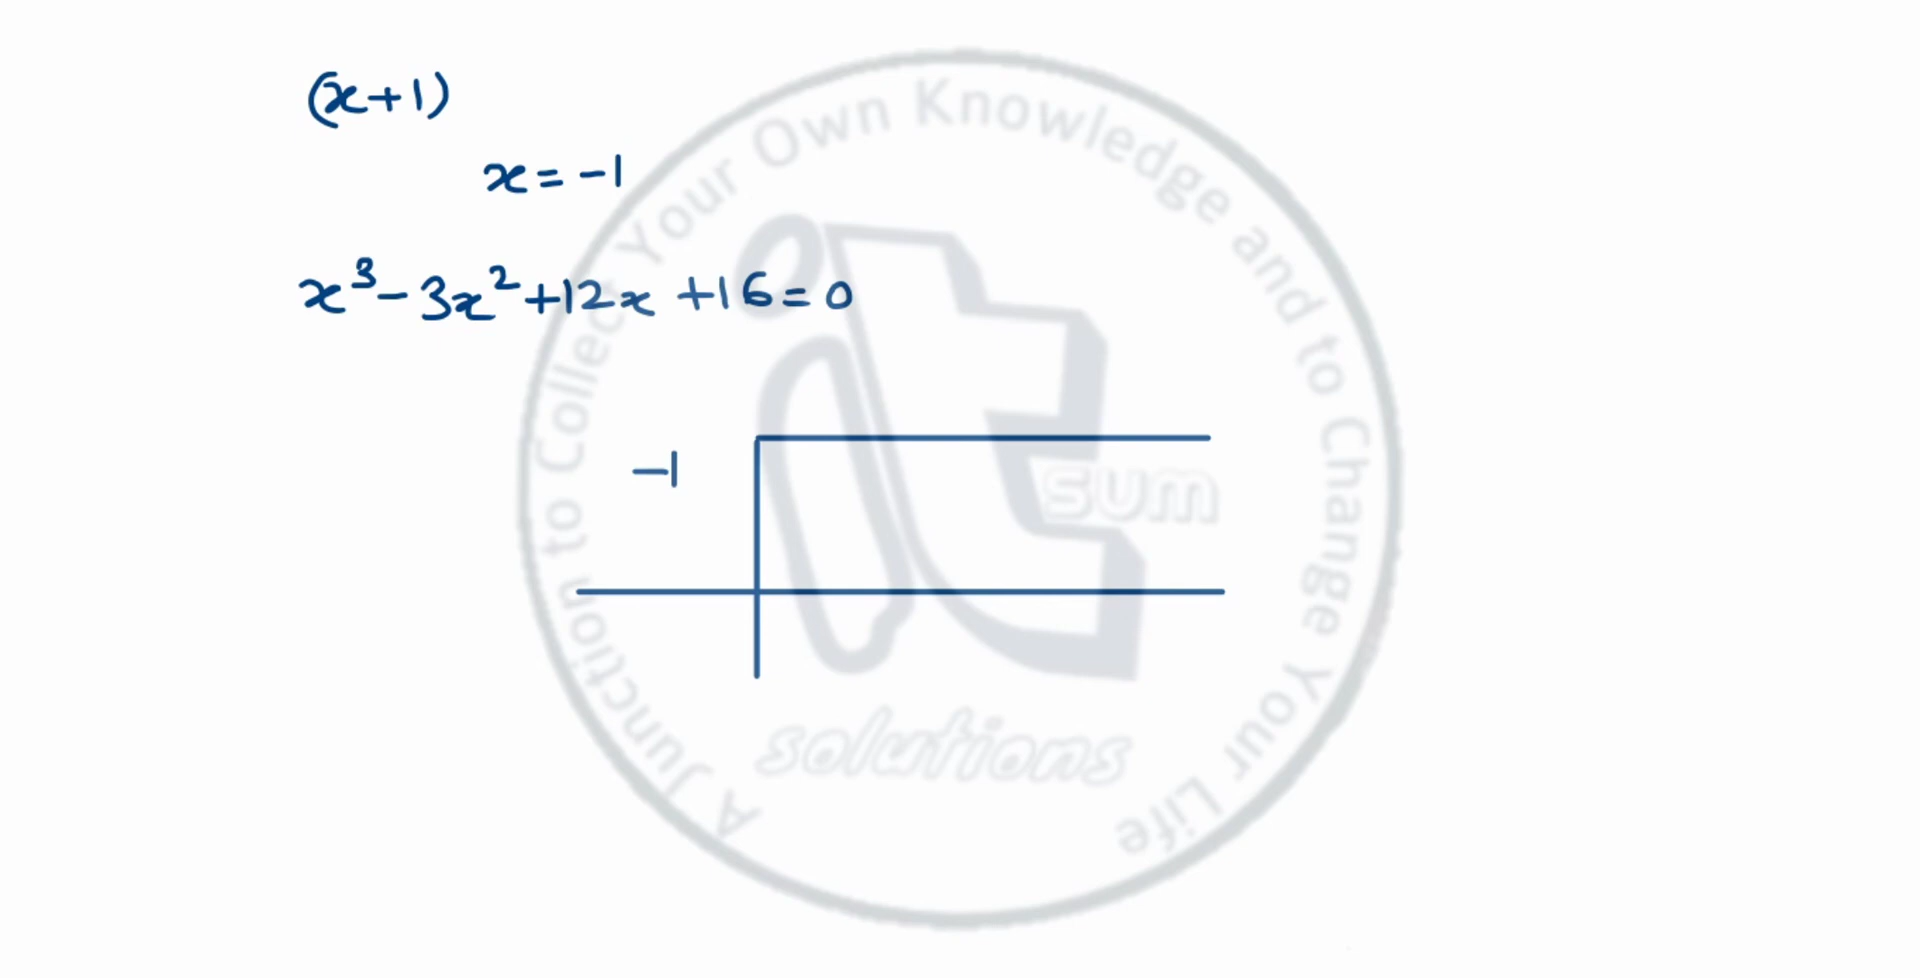 (x+1)
x = -1
x³ - 3x² + 12x + 16 = 0
-1
A Junction to Collect Your Own Knowledge and to Change Your Life
sum
solutions